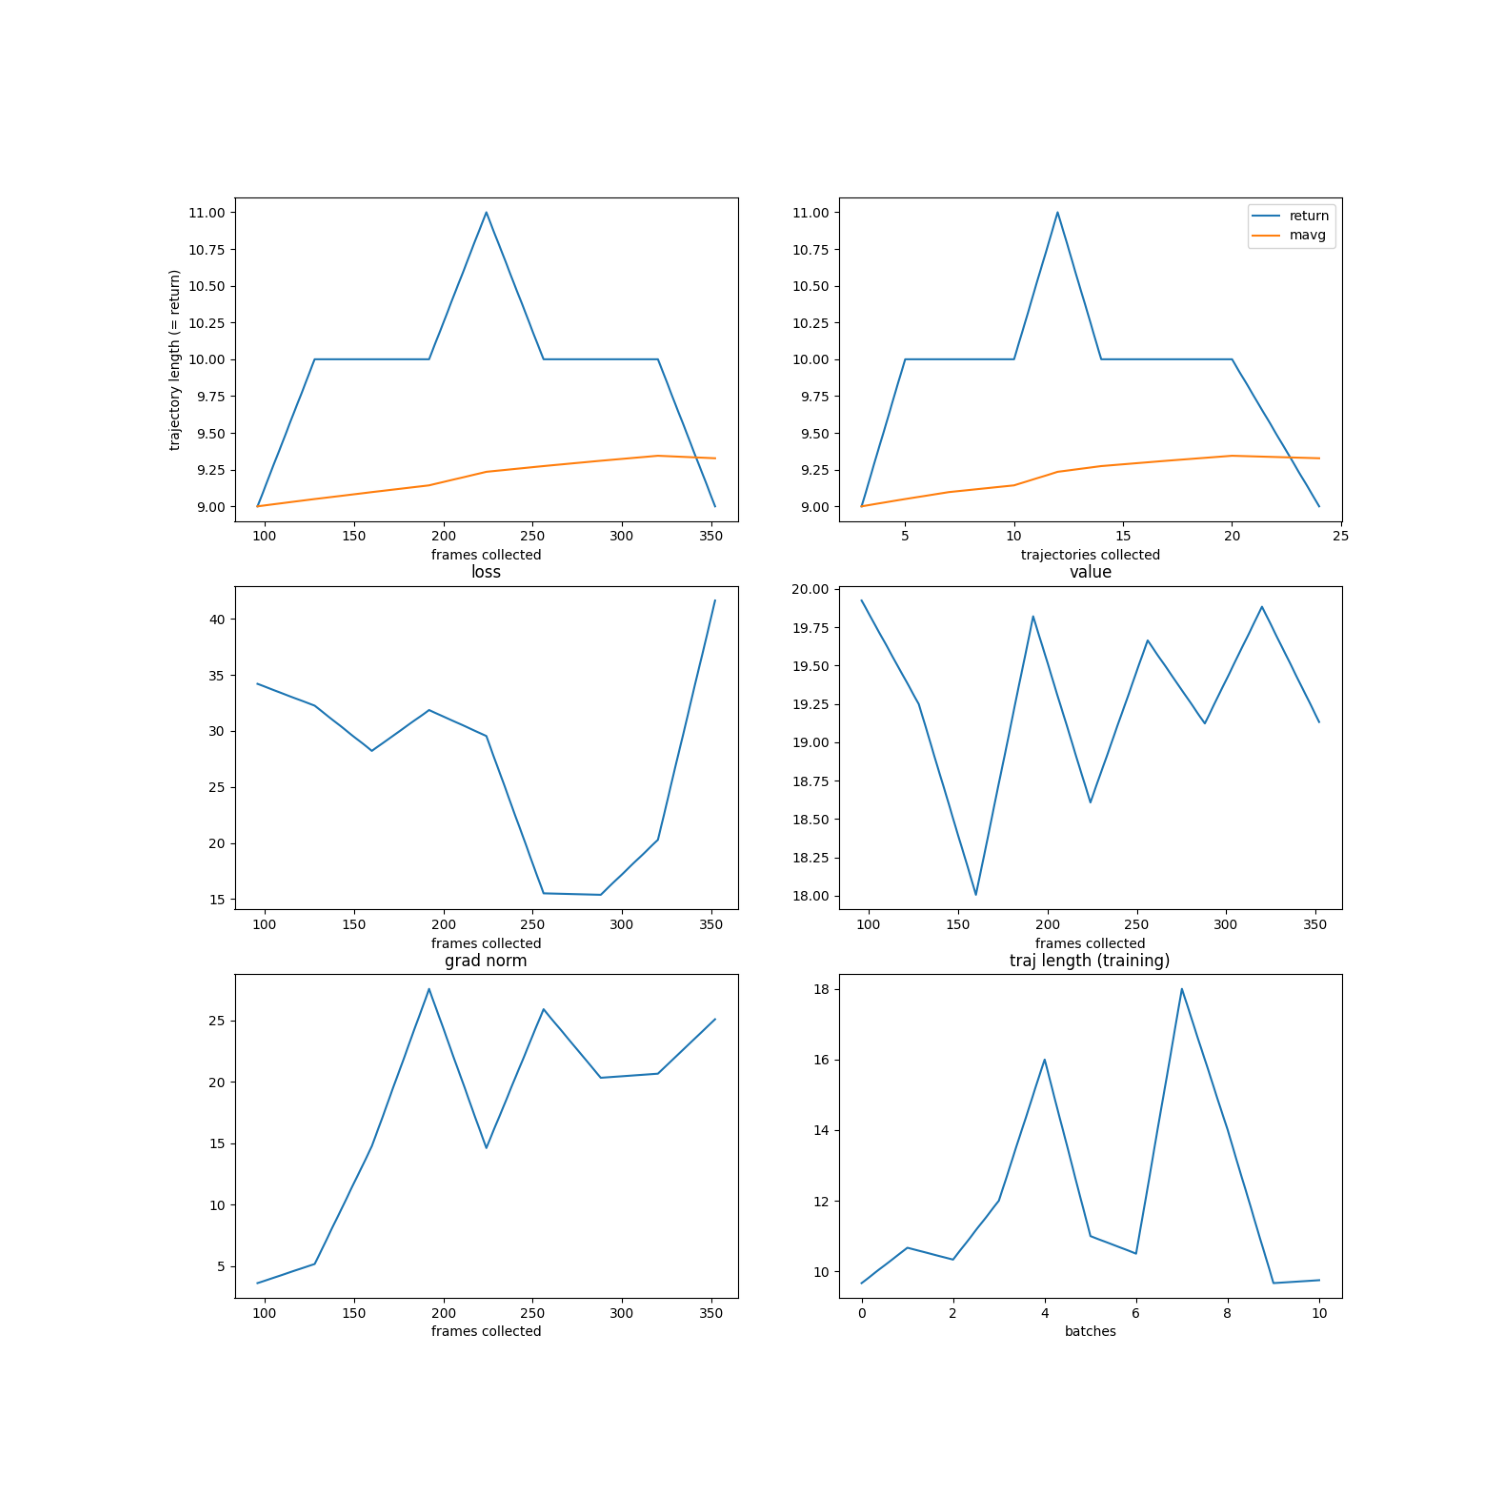 11.00
10.75
10.50
10.25
10.00
9.75
9.50
9.25
9.00
trajectory length (= return)
100 150 200 250 300 350
frames collected
return
mavg
11.00
10.75
10.50
10.25
10.00
9.75
9.50
9.25
9.00
5 10 15 20 25
trajectories collected
loss
40
35
30
25
20
15
100 150 200 250 300 350
frames collected
value
20.00
19.75
19.50
19.25
19.00
18.75
18.50
18.25
18.00
100 150 200 250 300 350
frames collected
grad norm
25
20
15
10
5
100 150 200 250 300 350
frames collected
traj length (training)
18
16
14
12
10
0 2 4 6 8 10
batches